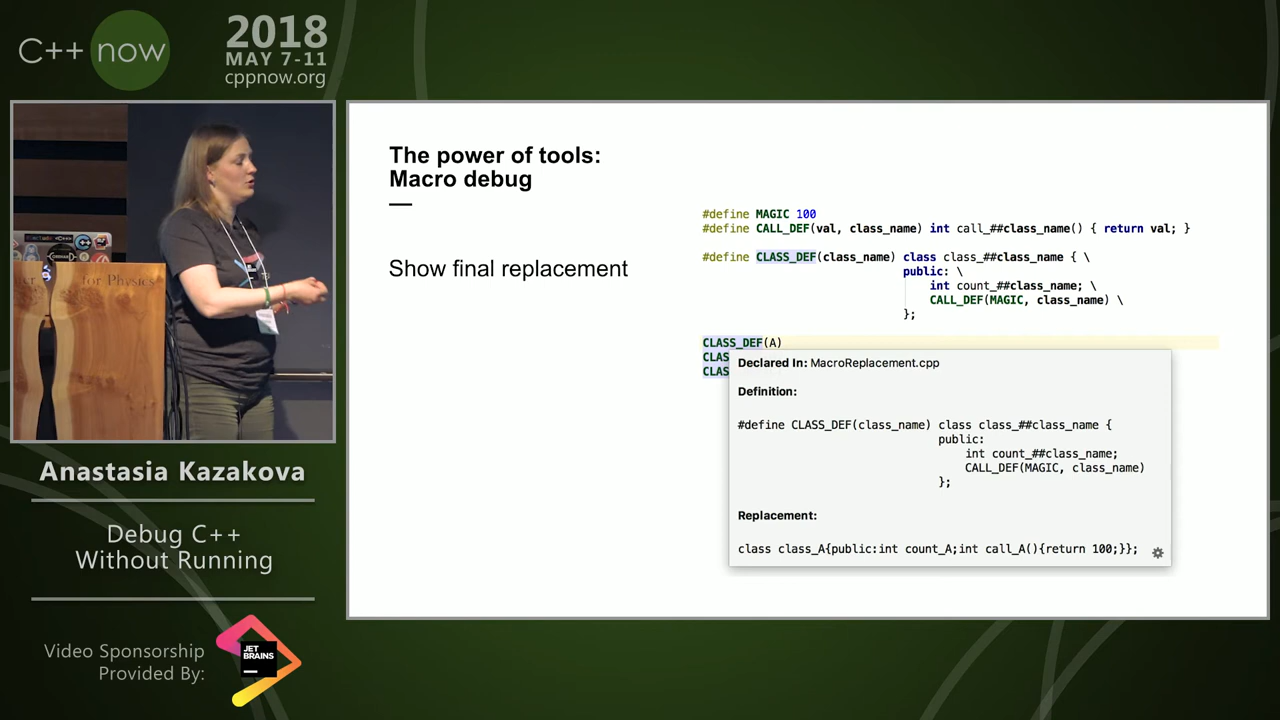 C++ now
2018
MAY 7-11
cppnow.org
for Physics
Anastasia Kazakova
Debug C++
Without Running
Video Sponsorship
Provided By:
JET
BRAINS
The power of tools:
Macro debug
Show final replacement
#define MAGIC 100
#define CALL_DEF(val, class_name) int call_##class_name() { return val; }
#define CLASS_DEF(class_name) class class_##class_name { \
public: \
int count_##class_name; \
CALL_DEF(MAGIC, class_name) \
};
CLASS_DEF(A)
CLAS
CLAS
Declared In: MacroReplacement.cpp
Definition:
#define CLASS_DEF(class_name) class class_##class_name {
public:
int count_##class_name;
CALL_DEF(MAGIC, class_name)
};
Replacement:
class class_A{public:int count_A;int call_A(){return 100;}};